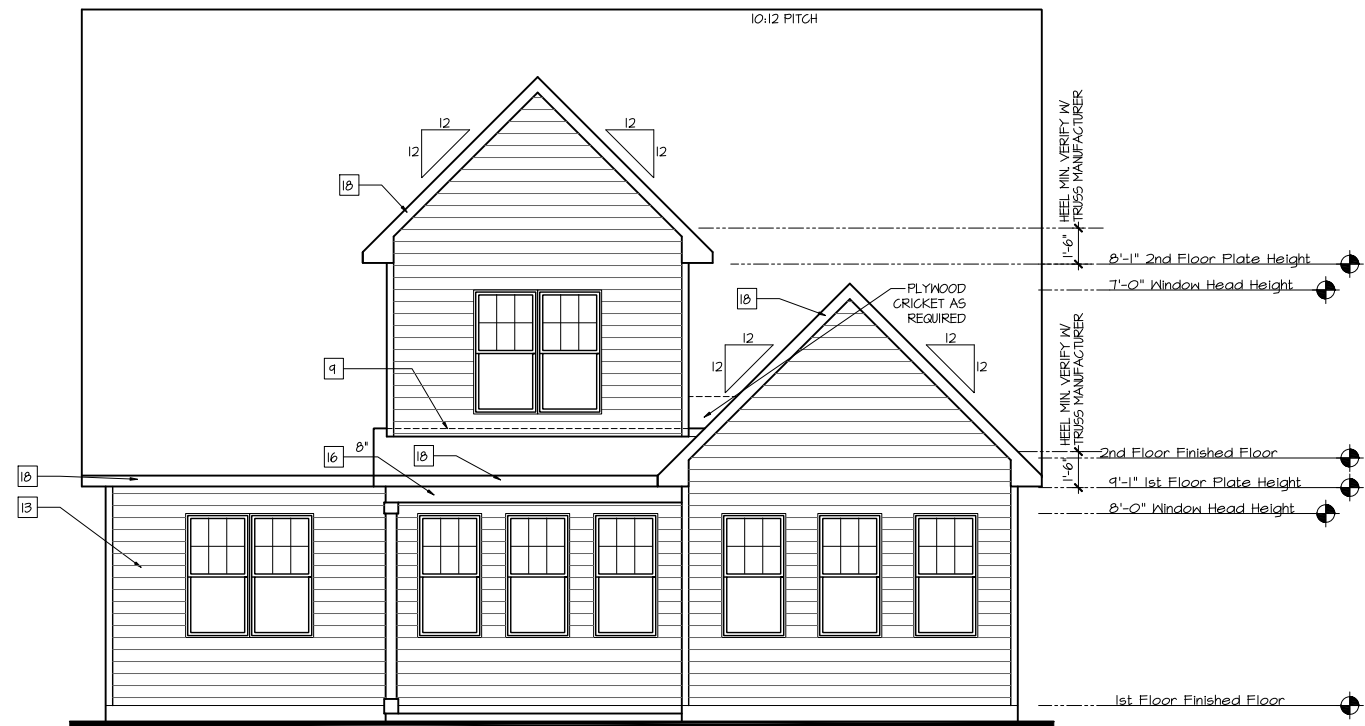 10:12 PITCH
12
12
12
12
18
HEEL MIN. VERIFY W/
TRUSS MANUFACTURER
1'-6"
8'-1" 2nd Floor Plate Height
7'-0" Window Head Height
PLYWOOD
CRICKET AS
REQUIRED
18
12
12
12
12
HEEL MIN. VERIFY W/
TRUSS MANUFACTURER
1'-6"
9
8"
16
18
2nd Floor Finished Floor
18
9'-1" 1st Floor Plate Height
13
8'-0" Window Head Height
1st Floor Finished Floor